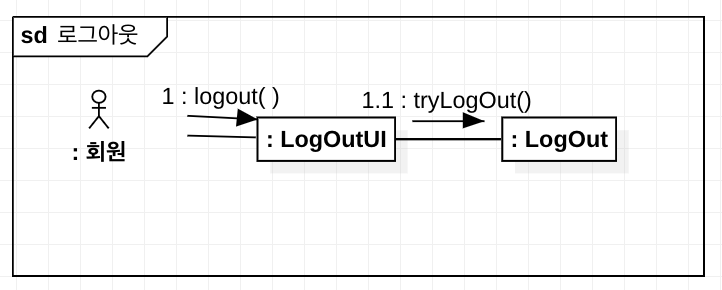 sd 로그아웃
1 : logout( )
1.1 : tryLogOut()
: 회원
: LogOutUI
: LogOut